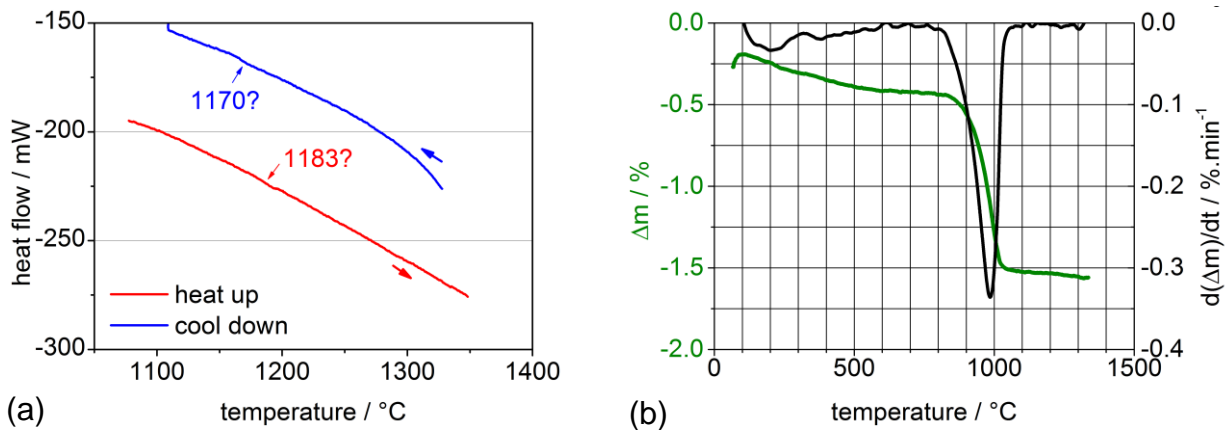 -150
-200
-250
-300
heat flow / mW
1170?
1183?
heat up
cool down
1100 1200 1300 1400
temperature / °C
(a)
0.0
-0.5
-1.0
-1.5
-2.0
Δm / %
0.0
-0.1
-0.2
-0.3
-0.4
d(Δm)/dt / %.min⁻¹
0 500 1000 1500
temperature / °C
(b)